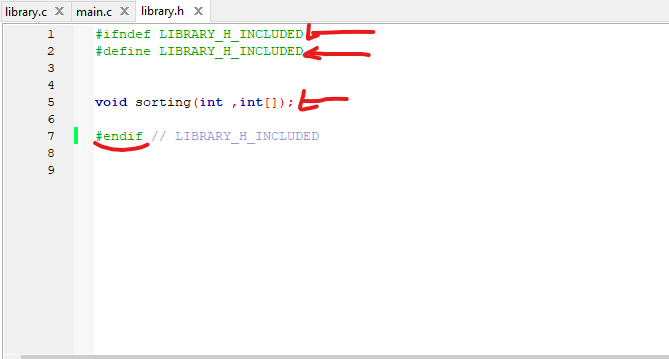 library.c × main.c × library.h ×
1 #ifndef LIBRARY_H_INCLUDED
2 #define LIBRARY_H_INCLUDED
3
4
5 void sorting(int ,int[]);
6
7 #endif // LIBRARY_H_INCLUDED
8
9